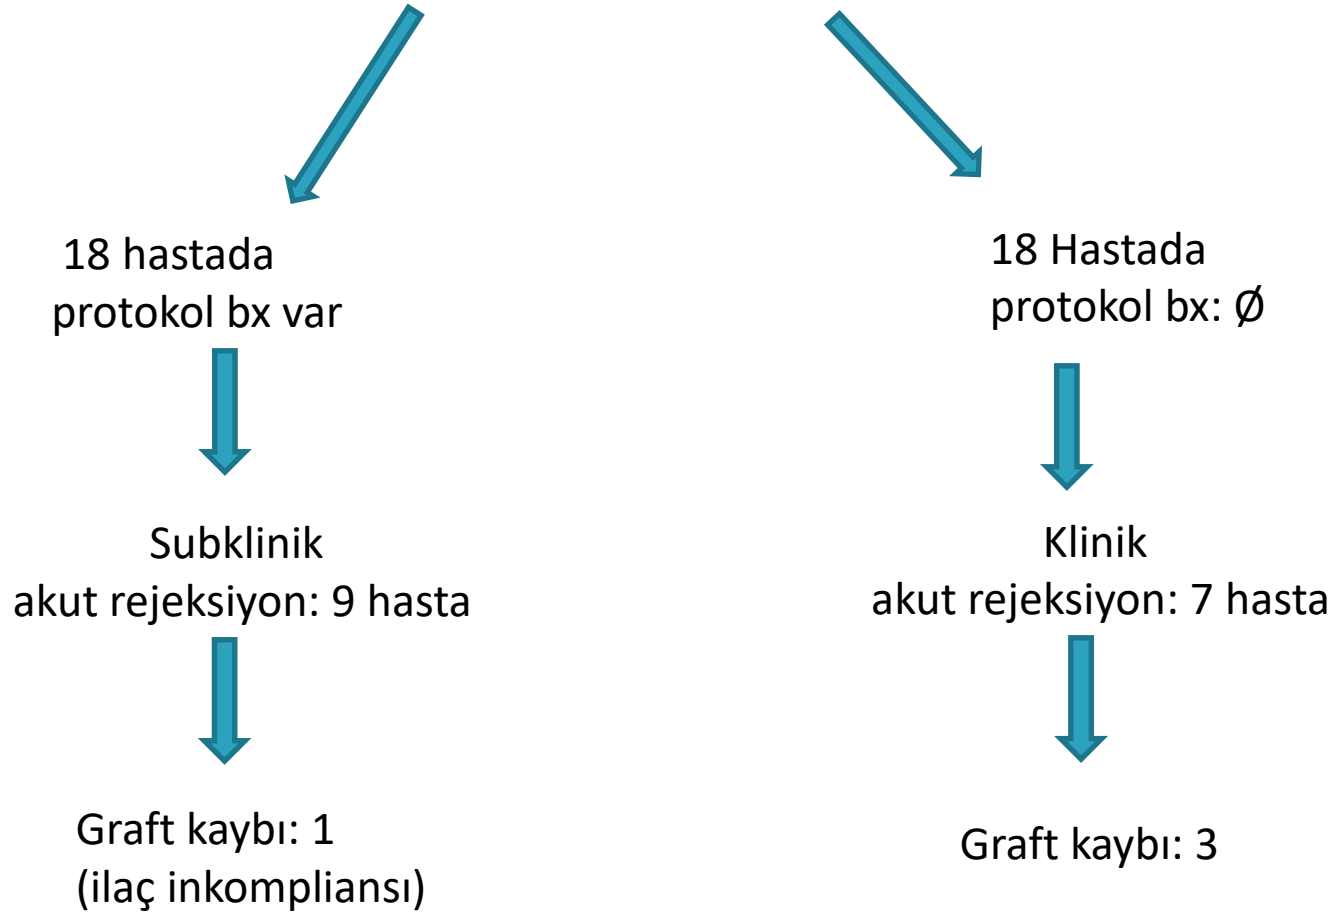 18 hastada
protokol bx var
18 Hastada
protokol bx: Ø
Subklinik
akut rejeksiyon: 9 hasta
Klinik
akut rejeksiyon: 7 hasta
Graft kaybı: 1
(ilaç inkompliansı)
Graft kaybı: 3